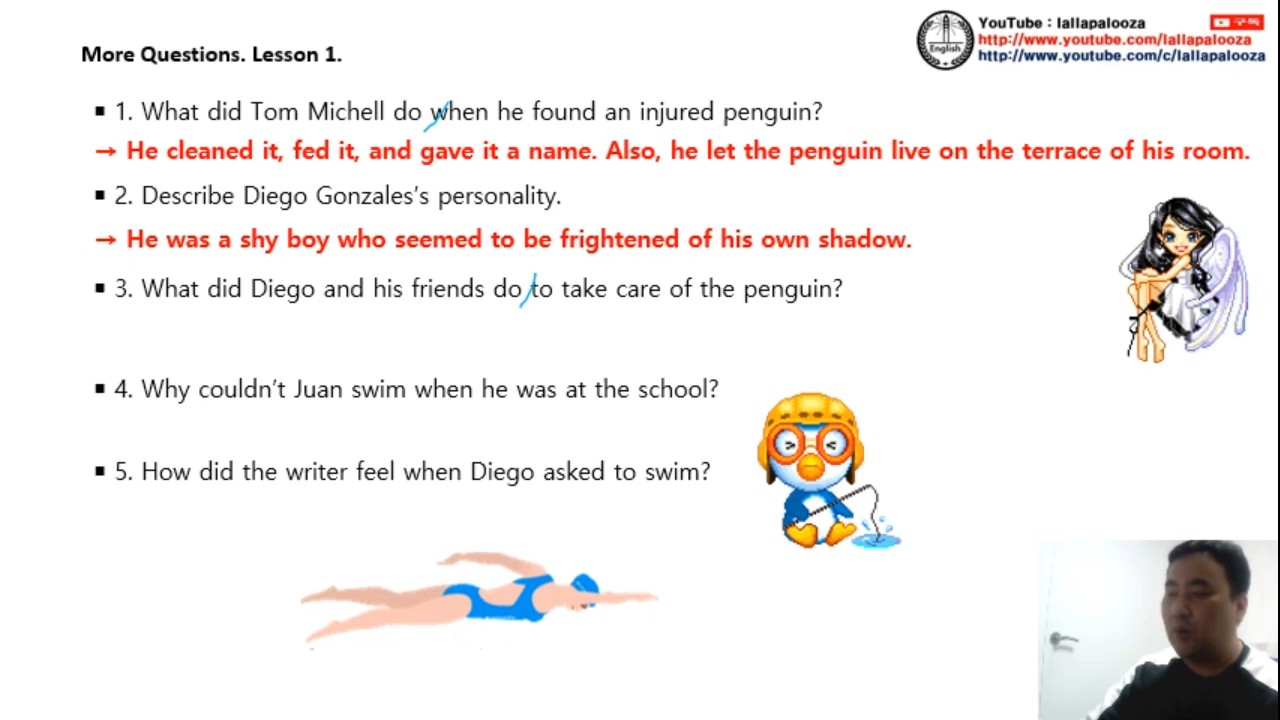 YouTube : lallapalooza 구독
http://www.youtube.com/lallapalooza
http://www.youtube.com/c/lallapalooza
English
More Questions. Lesson 1.
▪ 1. What did Tom Michell do when he found an injured penguin?
→ He cleaned it, fed it, and gave it a name. Also, he let the penguin live on the terrace of his room.
▪ 2. Describe Diego Gonzales's personality.
→ He was a shy boy who seemed to be frightened of his own shadow.
▪ 3. What did Diego and his friends do to take care of the penguin?
▪ 4. Why couldn't Juan swim when he was at the school?
▪ 5. How did the writer feel when Diego asked to swim?